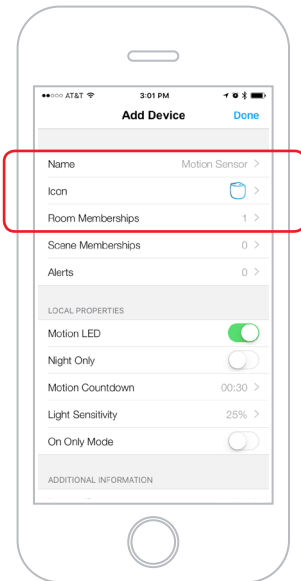 AT&T 3:01 PM
Add Device Done
Name Motion Sensor >
Icon >
Room Memberships 1 >
Scene Memberships 0 >
Alerts 0 >
LOCAL PROPERTIES
Motion LED
Night Only
Motion Countdown 00:30 >
Light Sensitivity 25% >
On Only Mode
ADDITIONAL INFORMATION